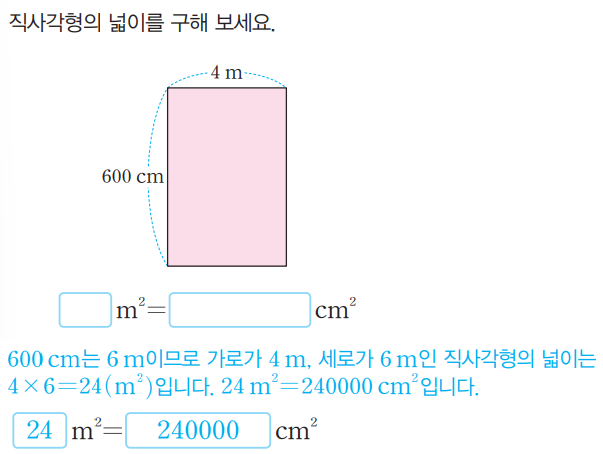 직사각형의 넓이를 구해 보세요.
4 m
600 cm
m²= cm²
600 cm는 6 m이므로 가로가 4 m, 세로가 6 m인 직사각형의 넓이는
4×6=24(m²)입니다. 24 m²=240000 cm²입니다.
24 m²= 240000 cm²